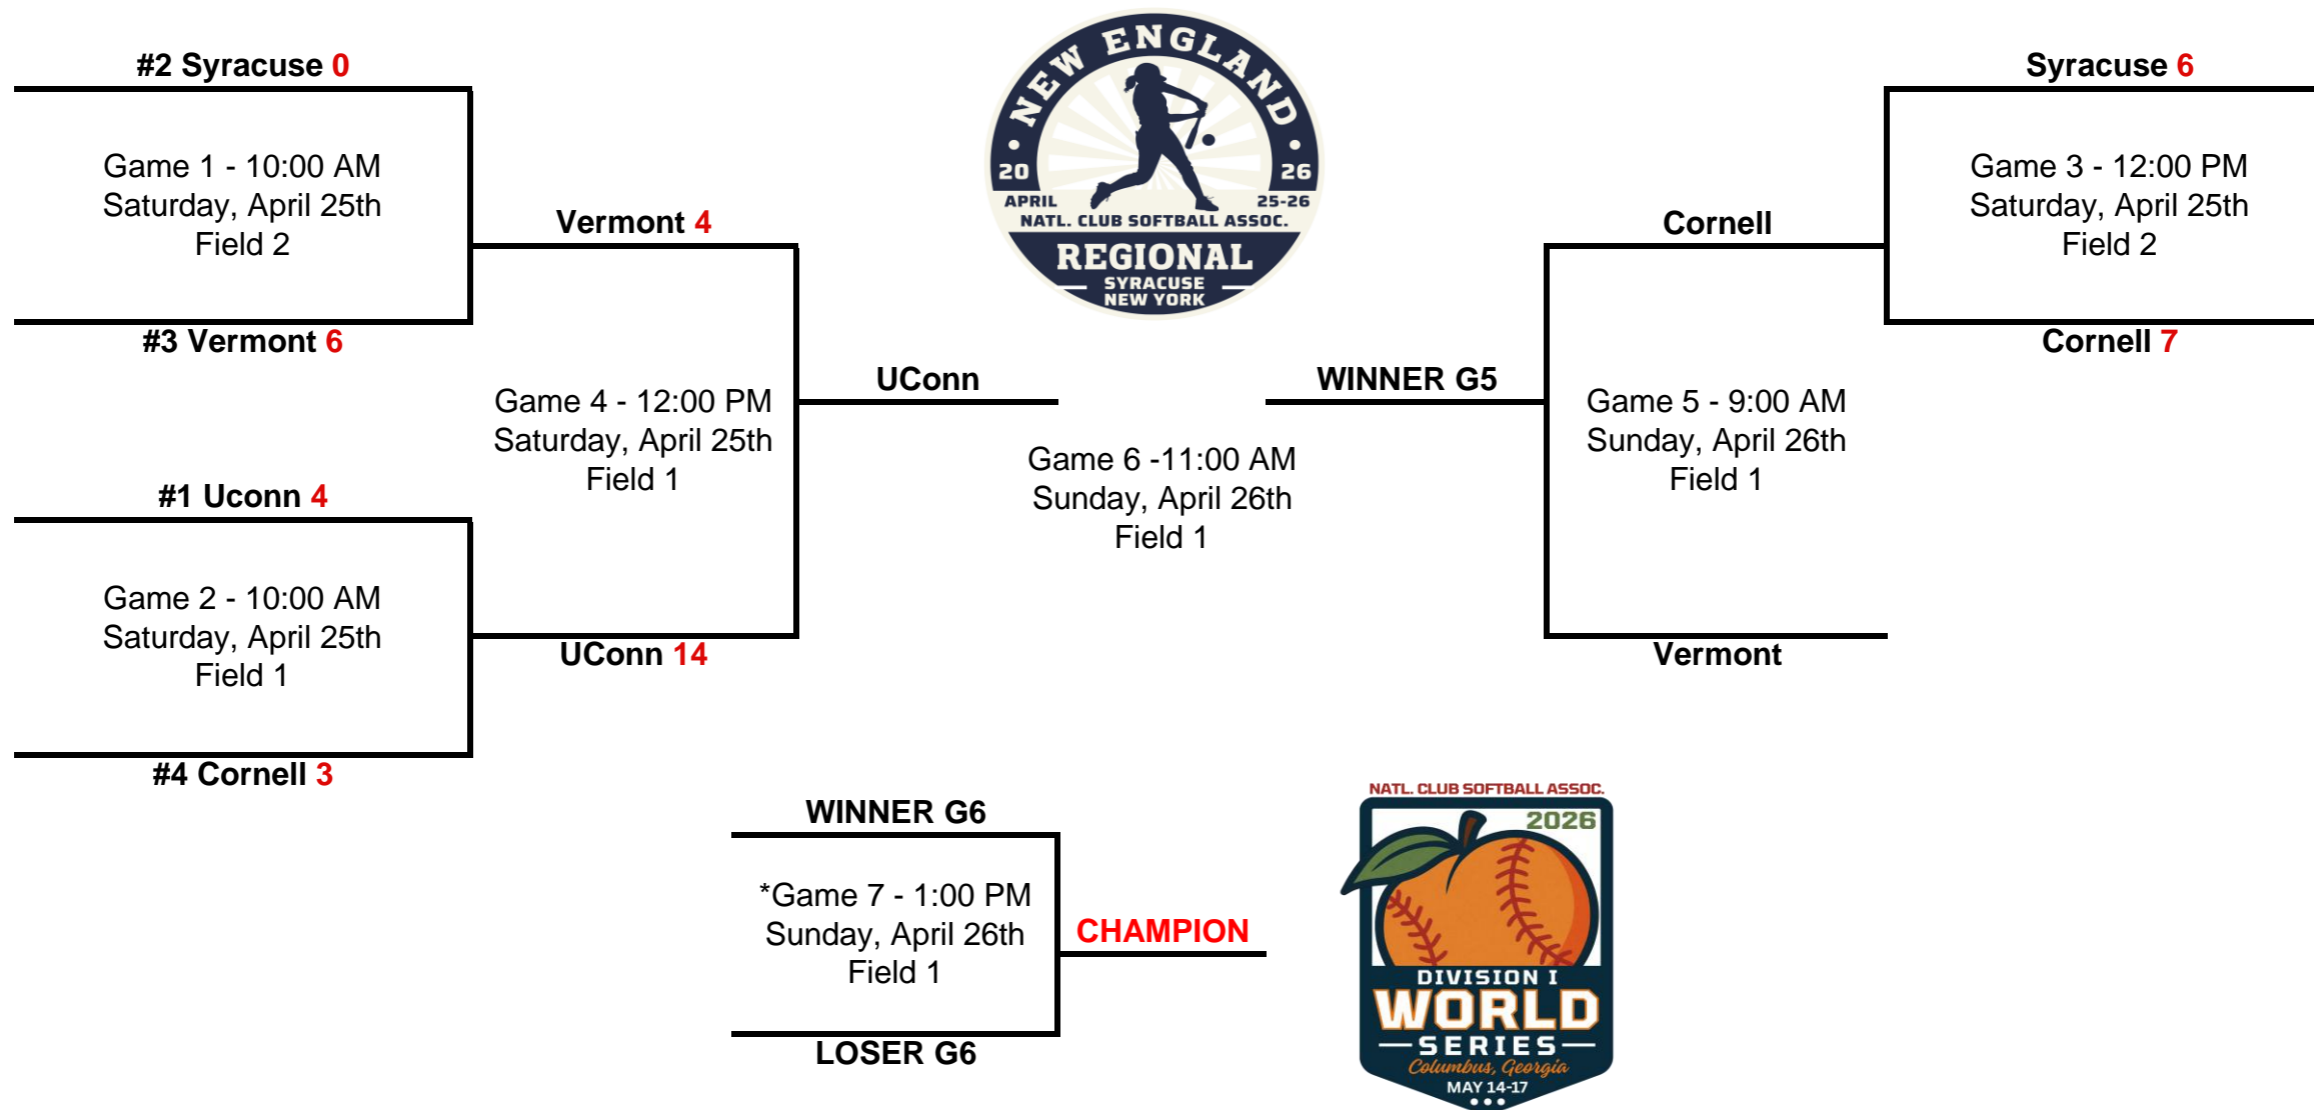 #2 Syracuse 0
Game 1 - 10:00 AM
Saturday, April 25th
Field 2
#3 Vermont 6
Vermont 4
Game 4 - 12:00 PM
Saturday, April 25th
Field 1
UConn 14
#1 Uconn 4
Game 2 - 10:00 AM
Saturday, April 25th
Field 1
#4 Cornell 3
UConn
NEW ENGLAND
20 26
APRIL 25-26
NATL. CLUB SOFTBALL ASSOC.
REGIONAL
SYRACUSE
NEW YORK
Game 6 -11:00 AM
Sunday, April 26th
Field 1
WINNER G5
Cornell
Game 5 - 9:00 AM
Sunday, April 26th
Field 1
Vermont
Syracuse 6
Game 3 - 12:00 PM
Saturday, April 25th
Field 2
Cornell 7
WINNER G6
*Game 7 - 1:00 PM
Sunday, April 26th
Field 1
LOSER G6
CHAMPION
NATL. CLUB SOFTBALL ASSOC.
2026
DIVISION I
WORLD
SERIES
Columbus, Georgia
MAY 14-17